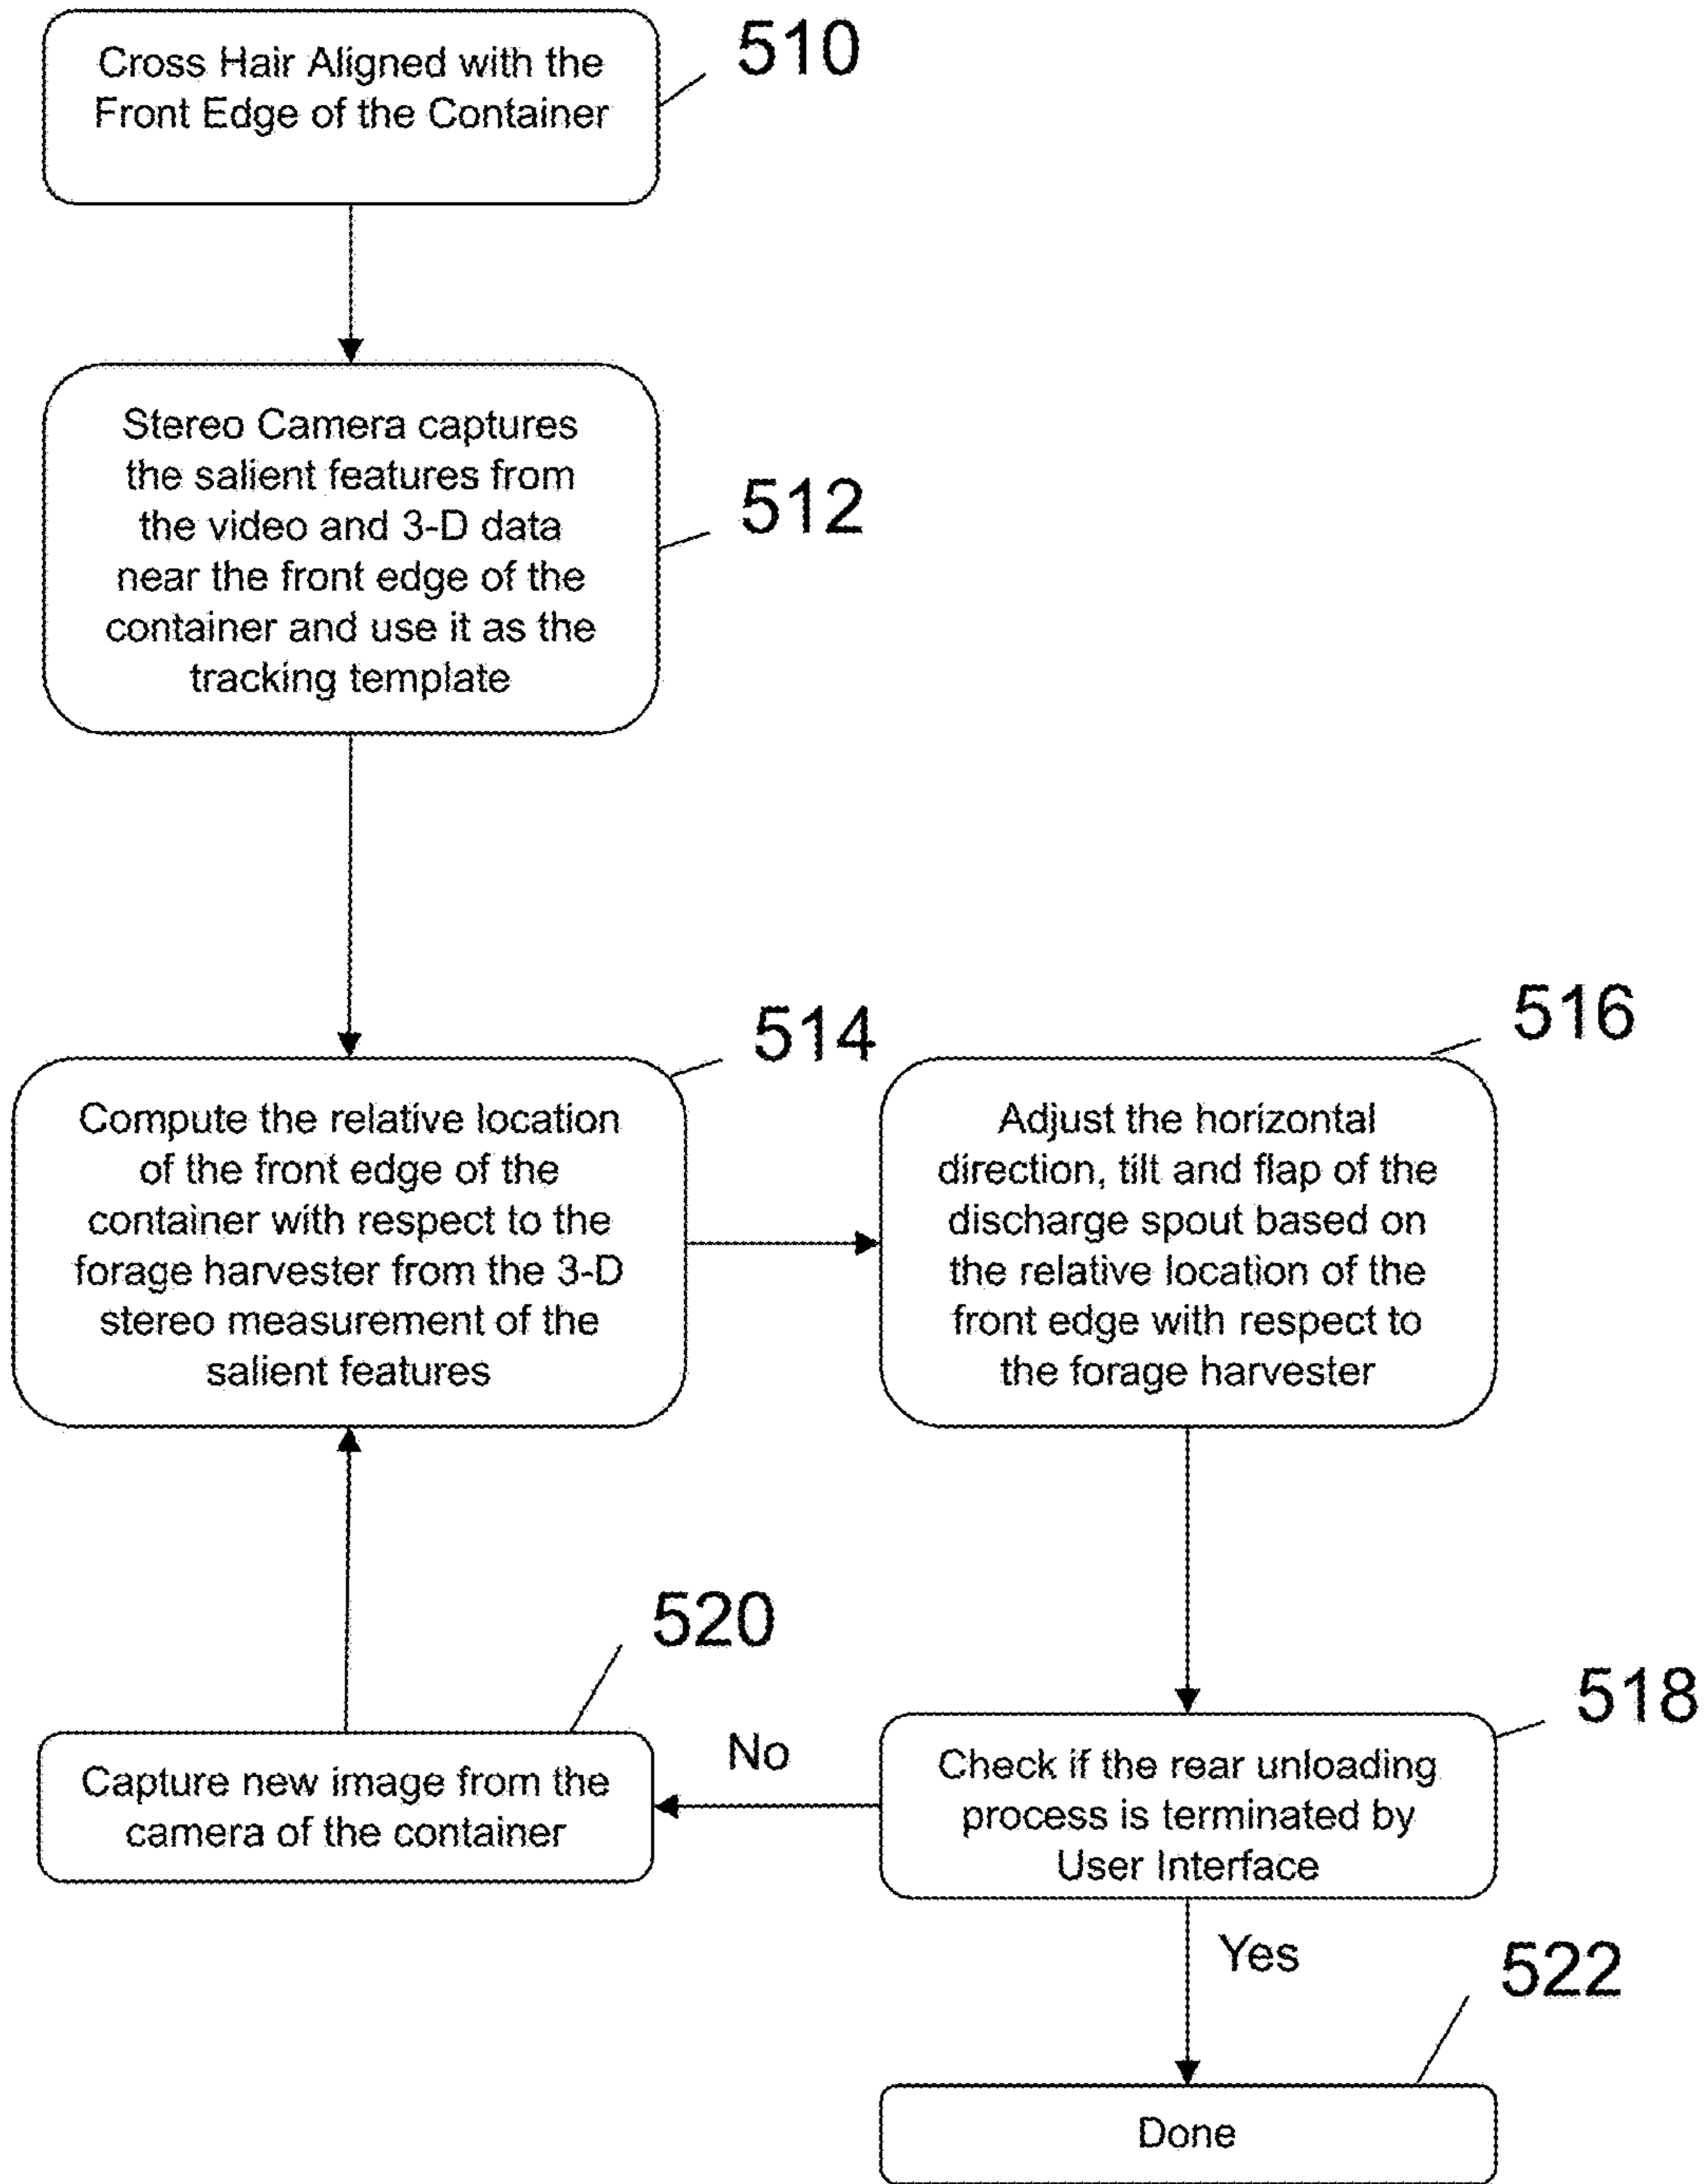 Cross Hair Aligned with the
Front Edge of the Container
510
Stereo Camera captures
the salient features from
the video and 3-D data
near the front edge of the
container and use it as the
tracking template
512
514
Compute the relative location
of the front edge of the
container with respect to the
forage harvester from the 3-D
stereo measurement of the
salient features
516
Adjust the horizontal
direction, tilt and flap of the
discharge spout based on
the relative location of the
front edge with respect to
the forage harvester
520
Capture new image from the
camera of the container
No
518
Check if the rear unloading
process is terminated by
User Interface
Yes
522
Done